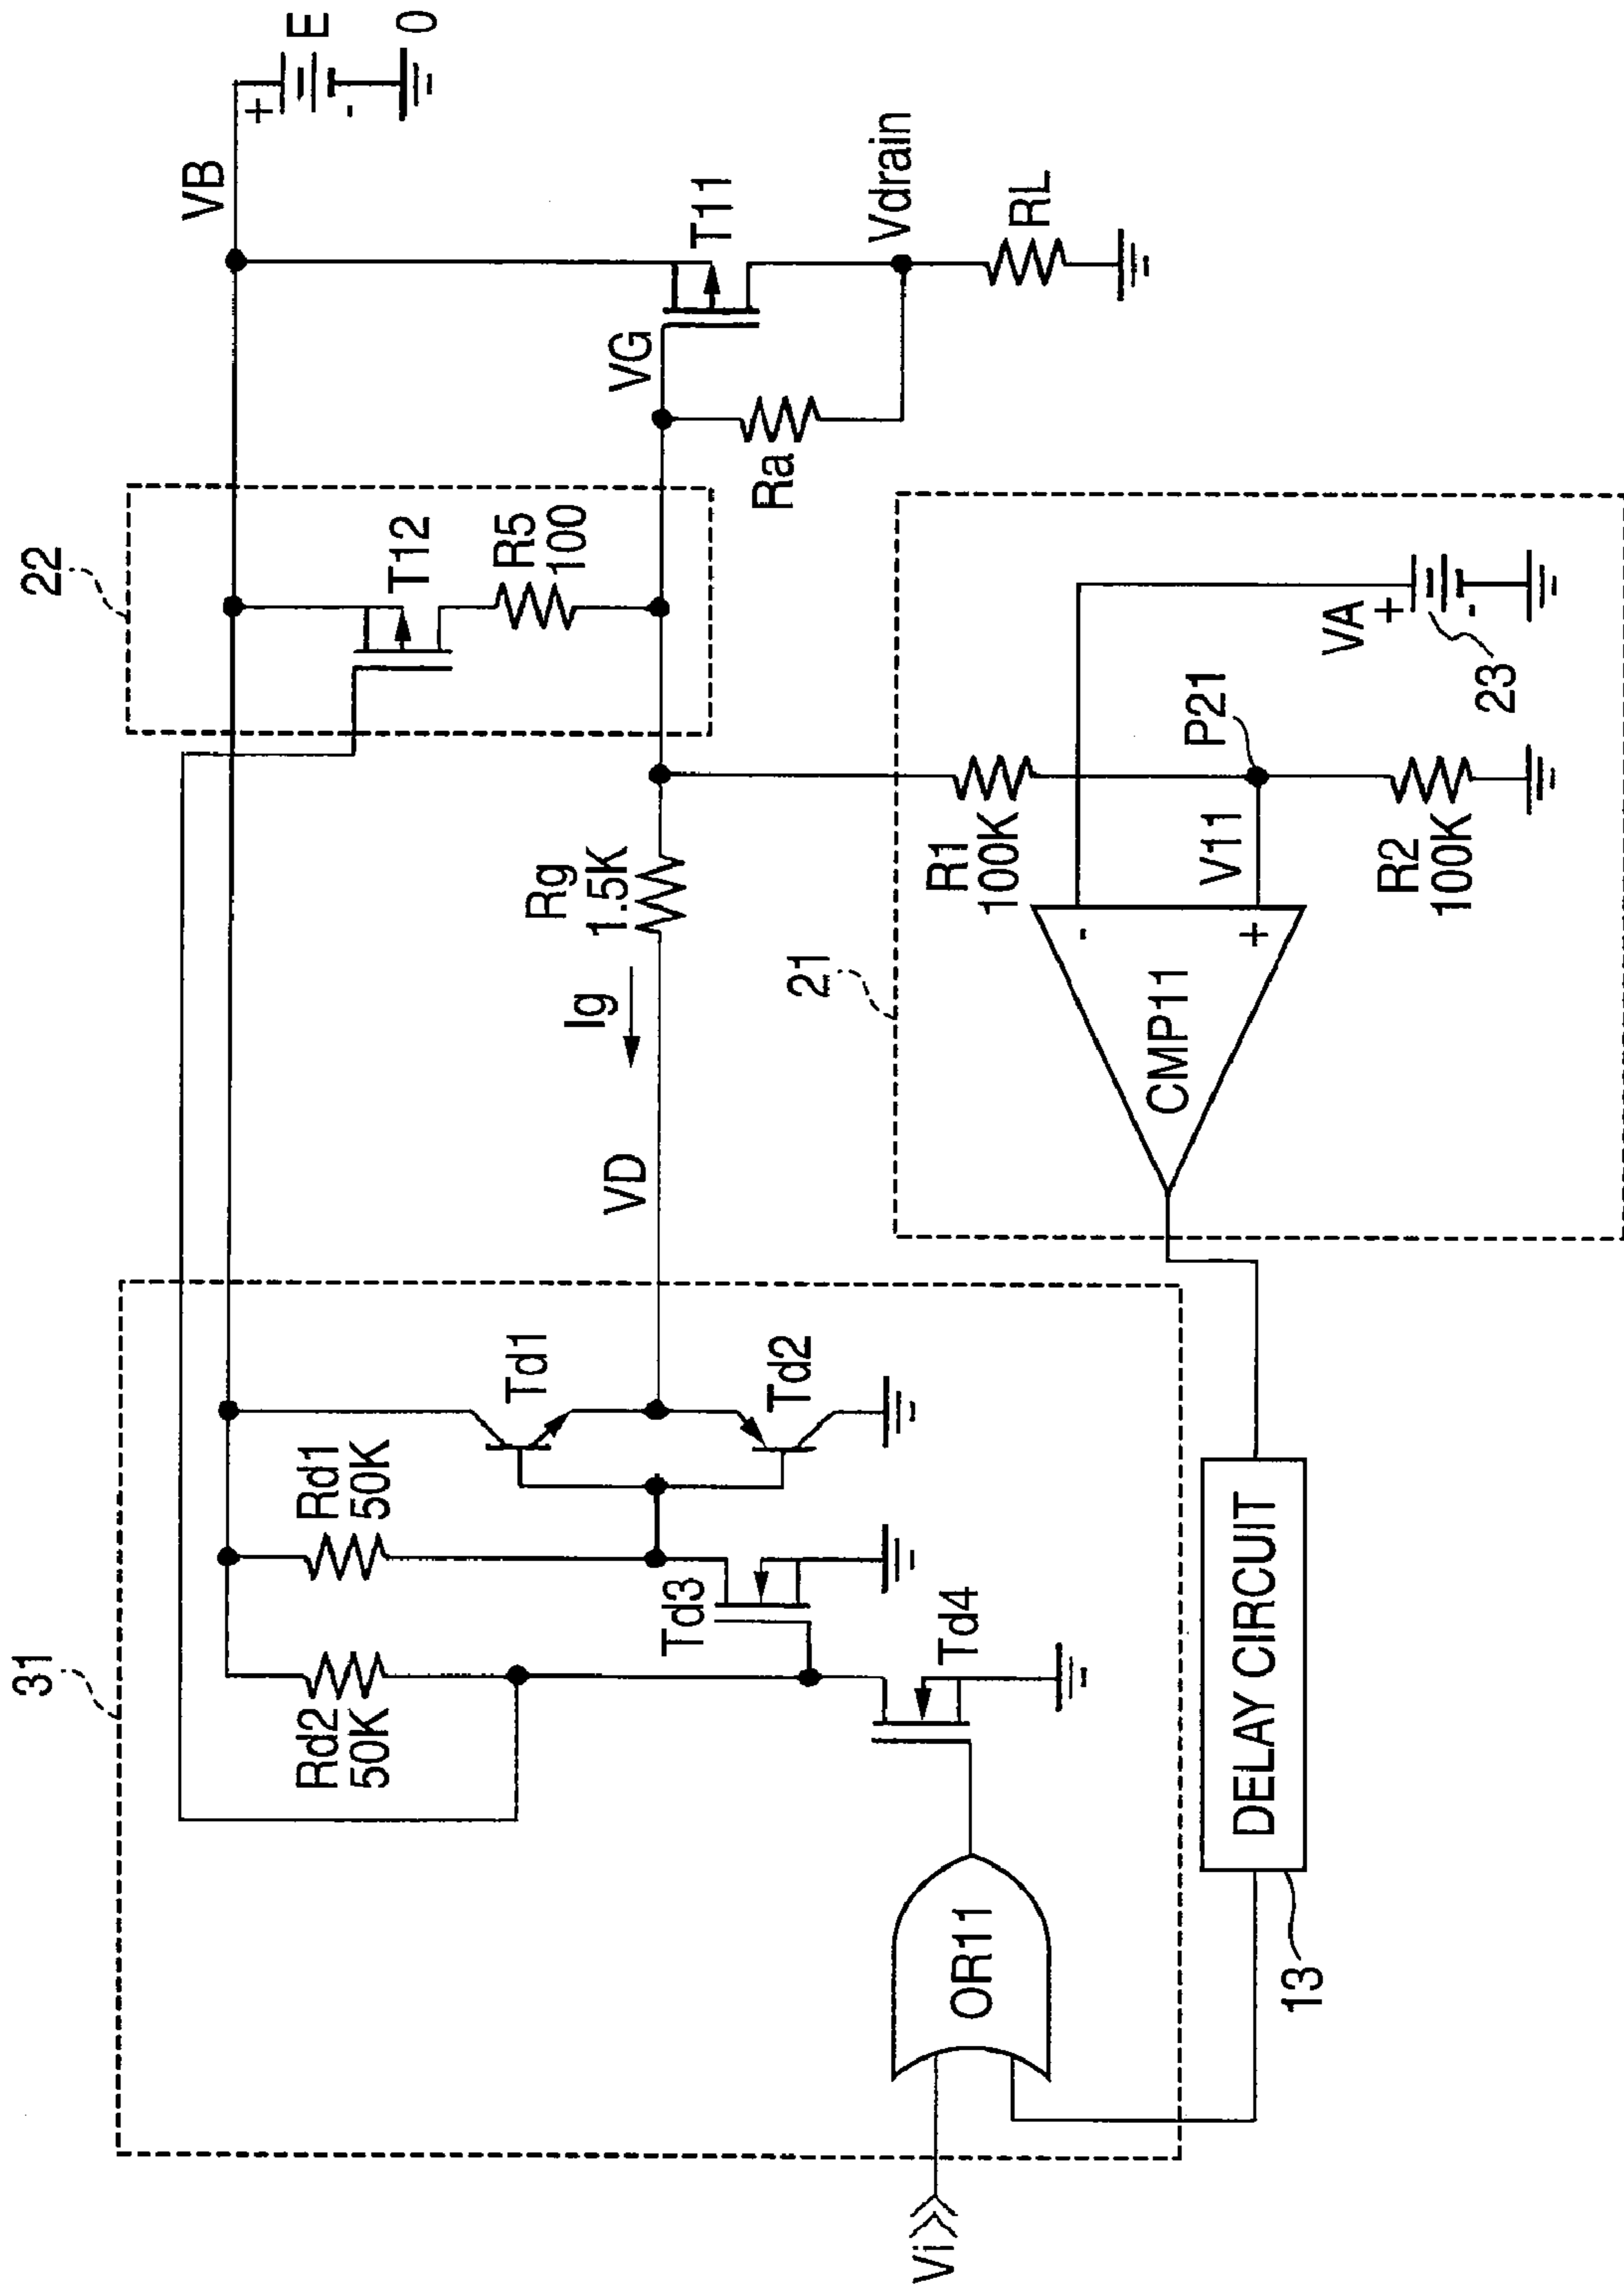 31
22
VB
E
+
-
0
Rd2
50K
Rd1
50K
Td1
Td2
Td3
Td4
T12
R5
100
T11
VG
VD
Ig
Rg
1.5K
Ra
Vdrain
RL
21
R1
100K
P21
V11
R2
100K
VA
+
-
23
-
+
CMP11
OR11
Vi
DELAY CIRCUIT
13